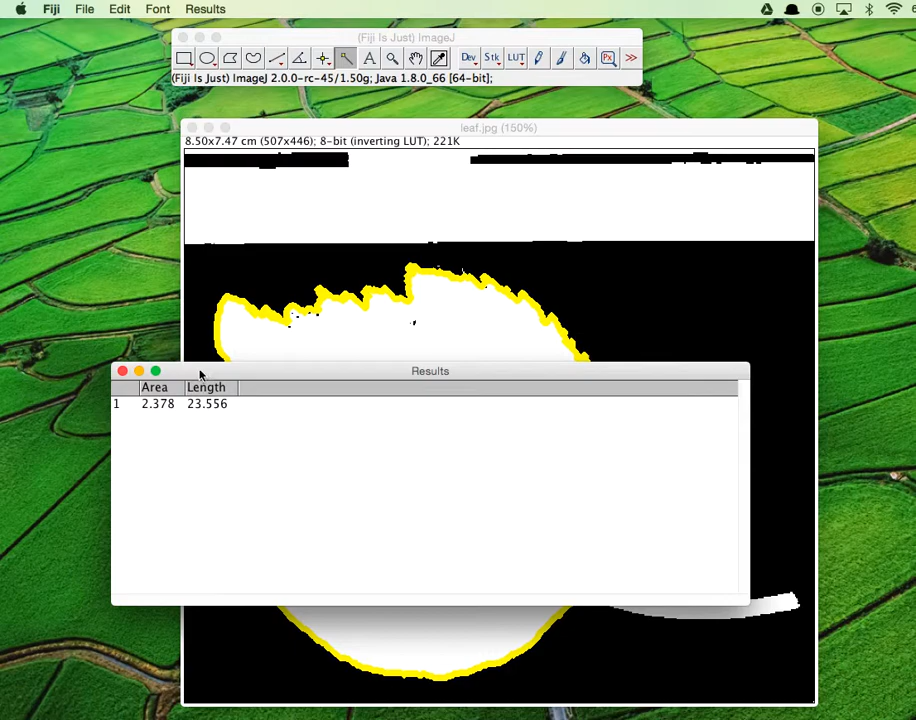 Fiji File Edit Font Results
(Fiji Is Just) ImageJ
A Dev Stk LUT Px >>
(Fiji Is Just) ImageJ 2.0.0-rc-45/1.50g; Java 1.8.0_66 [64-bit];
leaf.jpg (150%)
8.50x7.47 cm (507x446); 8-bit (inverting LUT); 221K
Results
Area Length
1 2.378 23.556